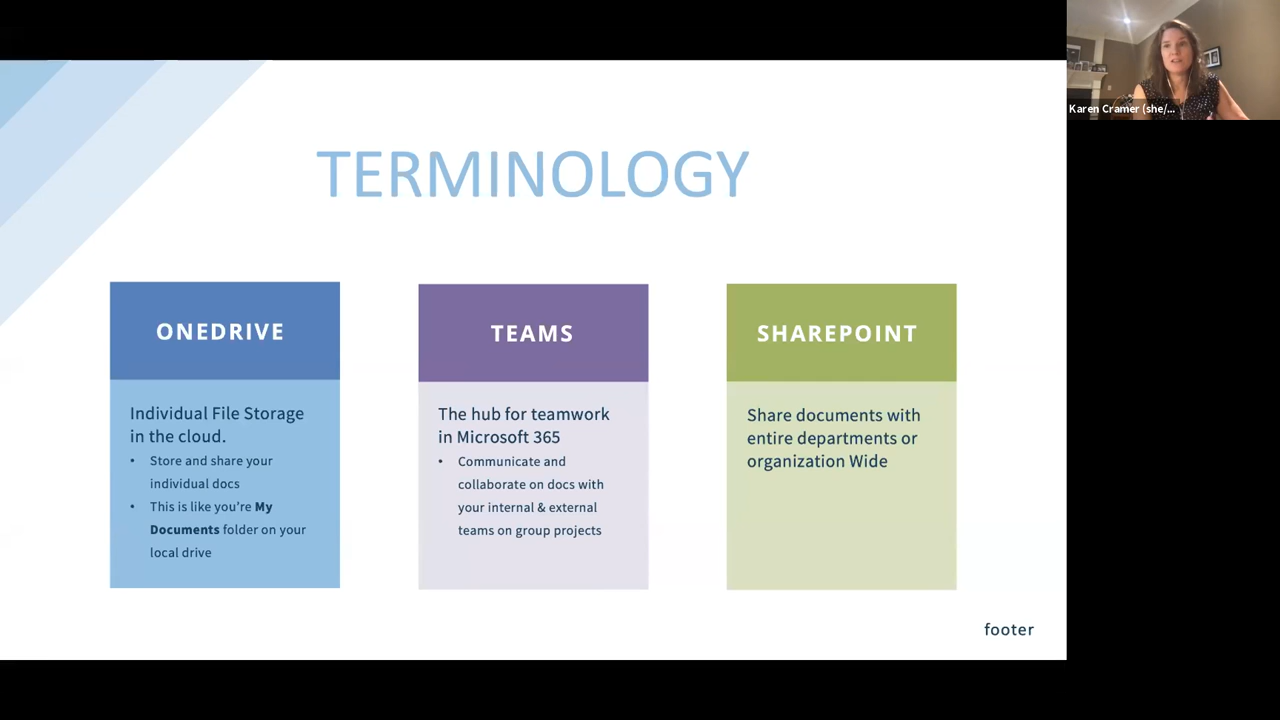 TERMINOLOGY
ONEDRIVE
Individual File Storage
in the cloud.
• Store and share your
individual docs
• This is like you’re My
Documents folder on your
local drive
TEAMS
The hub for teamwork
in Microsoft 365
• Communicate and
collaborate on docs with
your internal & external
teams on group projects
SHAREPOINT
Share documents with
entire departments or
organization Wide
footer
Karen Cramer (she/...